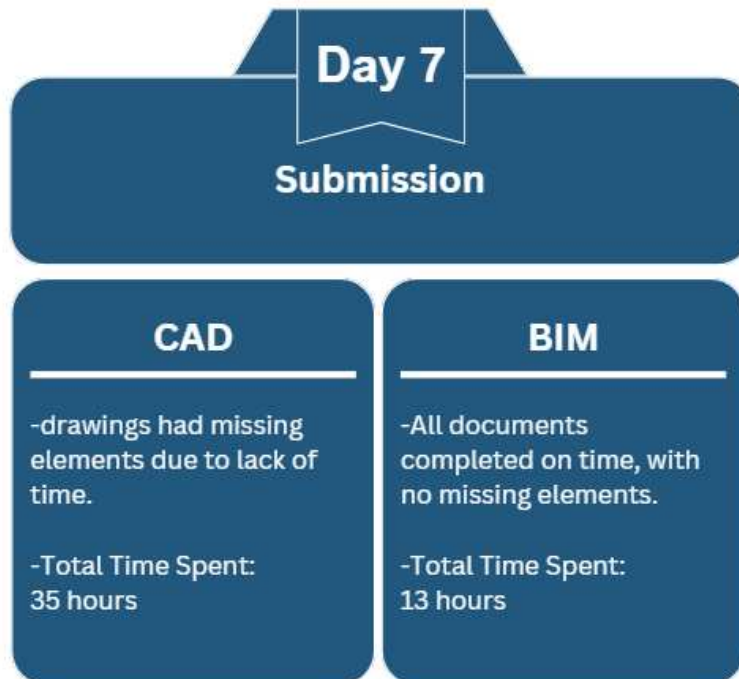 Day 7
Submission
CAD
-drawings had missing
elements due to lack of
time.
-Total Time Spent:
35 hours
BIM
-All documents
completed on time, with
no missing elements.
-Total Time Spent:
13 hours